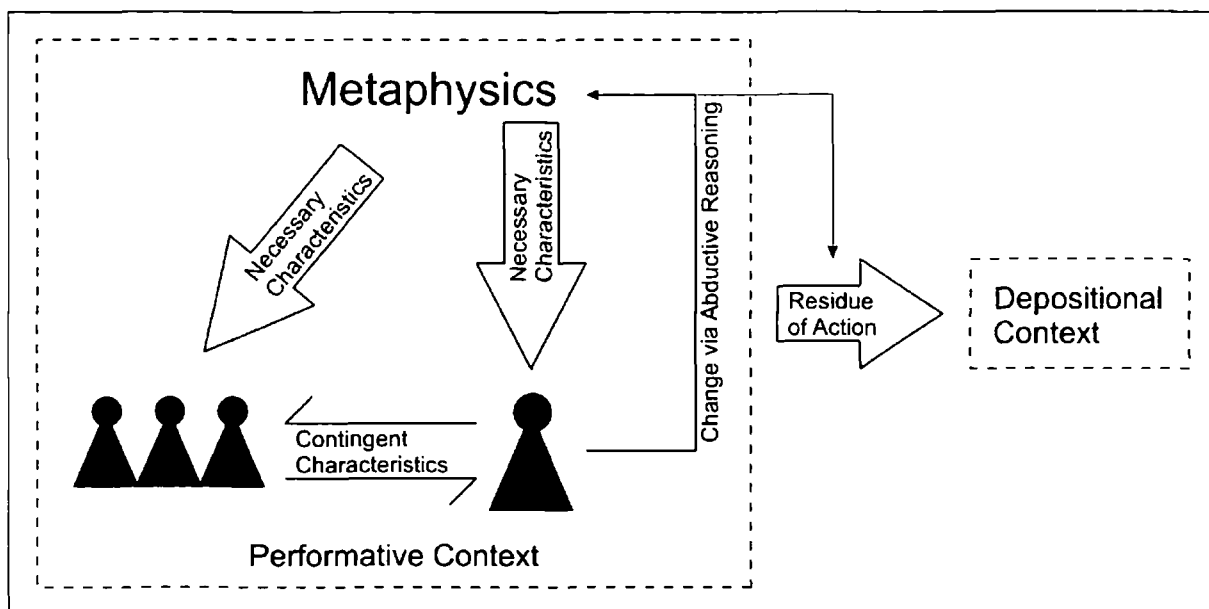 Metaphysics
Necessary
Characteristics
Necessary
Characteristics
Change via Abductive Reasoning
Residue
of Action
Depositional
Context
Contingent
Characteristics
Performative Context